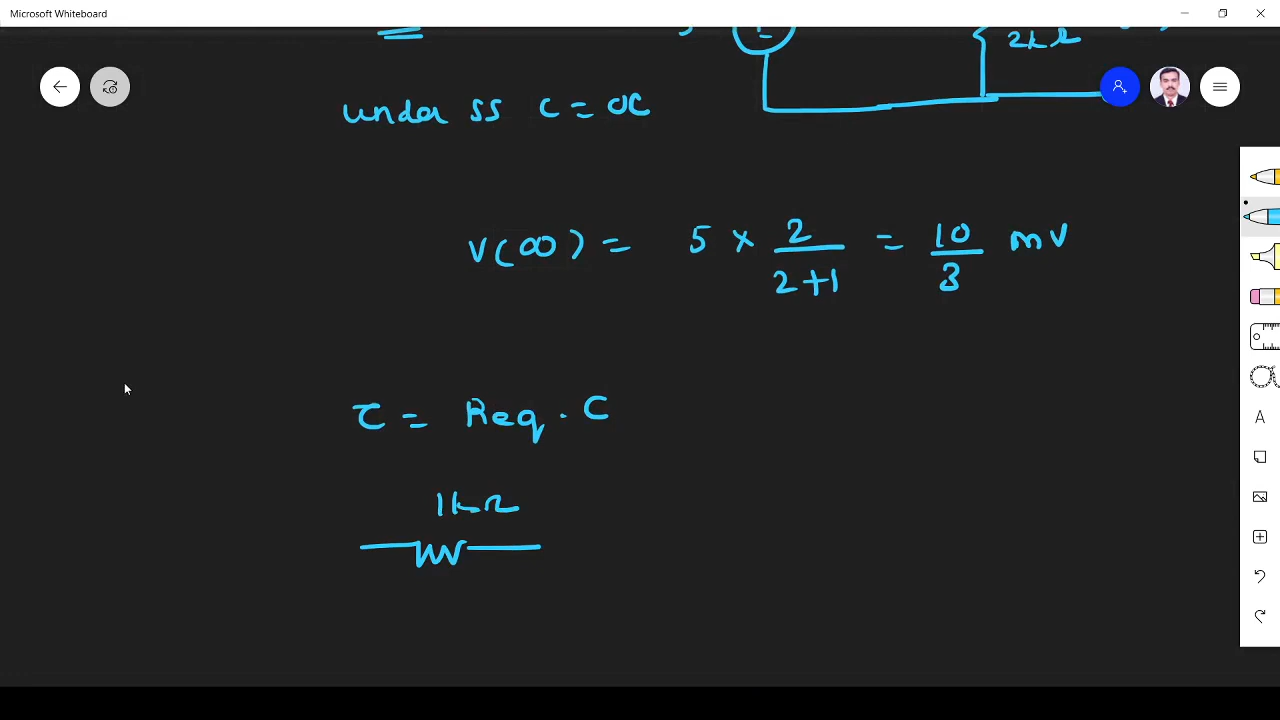 Microsoft Whiteboard
2kΩ
under ss C = OC
V(∞) = 5 × 2/(2+1) = 10/3 mV
τ = Req . C
1kΩ
A